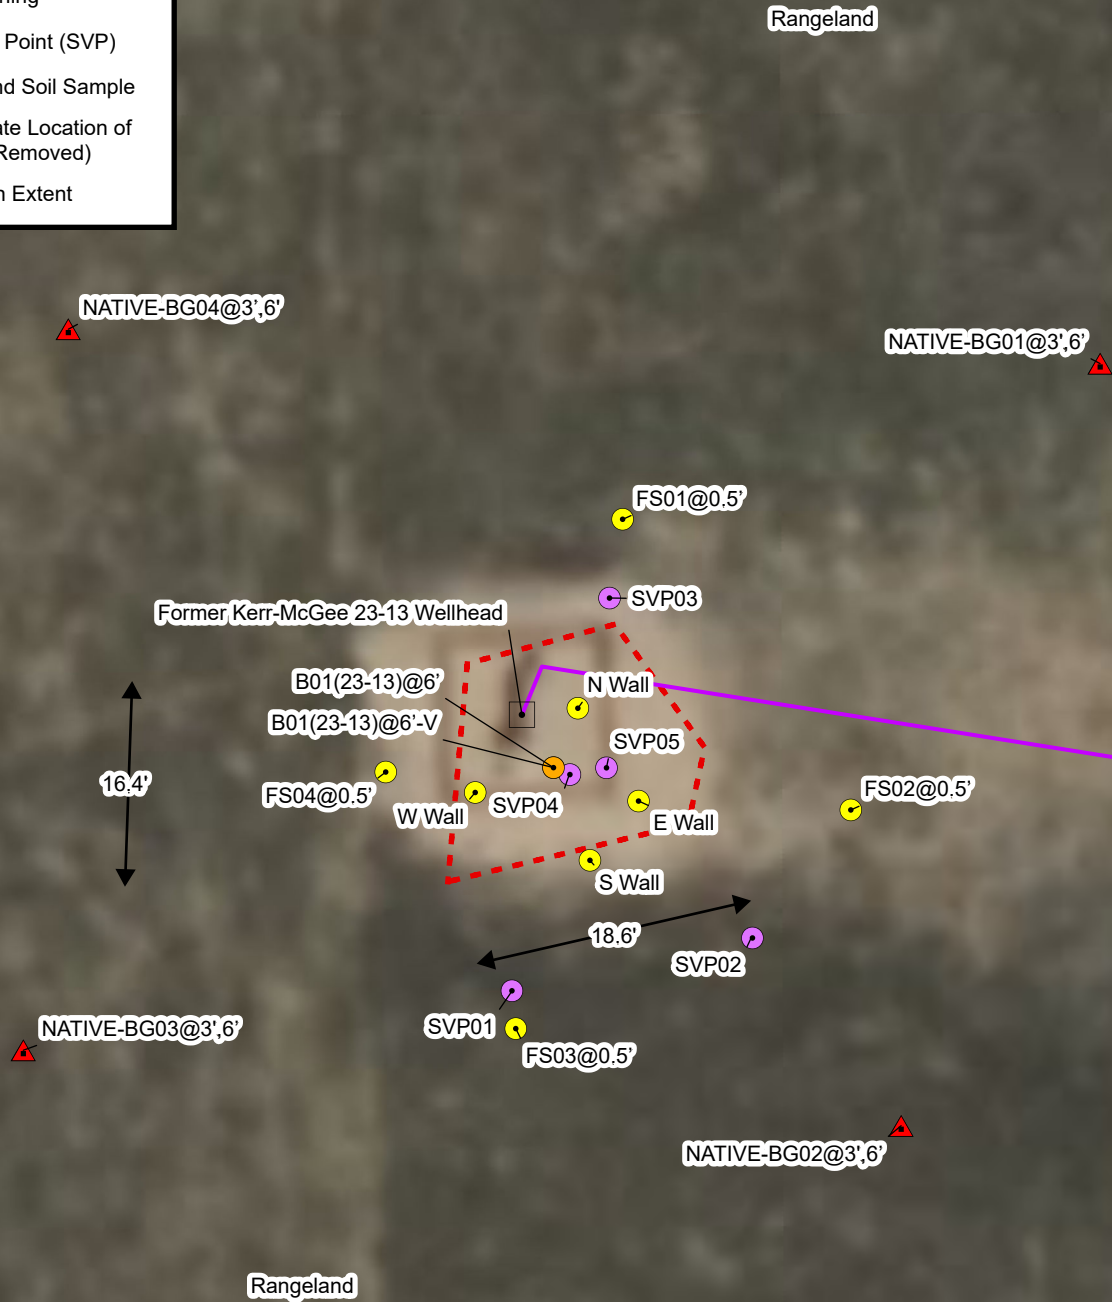 Rangeland
Point (SVP)
Soil Sample
Location of
Removed)
Extent
NATIVE-BG04@3',6'
NATIVE-BG01@3',6'
FS01@0.5'
SVP03
Former Kerr-McGee 23-13 Wellhead
B01(23-13)@6'
N Wall
B01(23-13)@6'-V
SVP05
16.4'
FS04@0.5'
W Wall
SVP04
E Wall
FS02@0.5'
S Wall
18.6'
SVP02
SVP01
NATIVE-BG03@3',6'
FS03@0.5'
NATIVE-BG02@3',6'
Rangeland